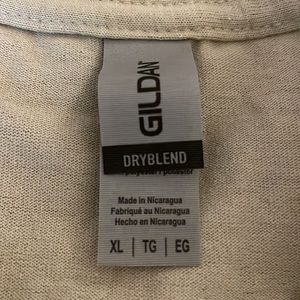 GILDAN
DRYBLEND
Made in Nicaragua
Fabriqué au Nicaragua
Hecho en Nicaragua
XL | TG | EG